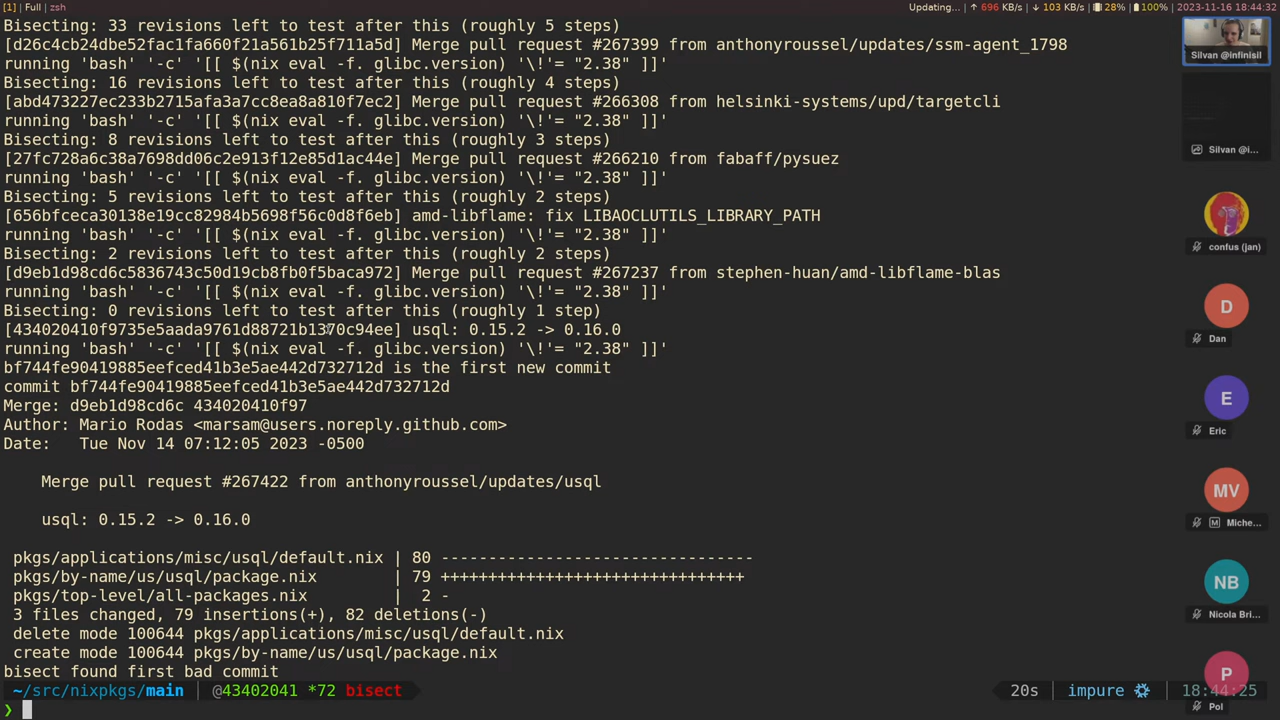 [1] | Full | zsh
Updating... | ↑ 696 KB/s | ↓ 103 KB/s | 28% | 100% | 2023-11-16 18:44:32
Bisecting: 33 revisions left to test after this (roughly 5 steps)
[d26c4cb24dbe52fac1fa660f21a561b25f711a5d] Merge pull request #267399 from anthonyroussel/updates/ssm-agent_1798
running 'bash' '-c' '[[ $(nix eval -f. glibc.version) '\!'= "2.38" ]]'
Bisecting: 16 revisions left to test after this (roughly 4 steps)
[abd473227ec233b2715afa3a7cc8ea8a810f7ec2] Merge pull request #266308 from helsinki-systems/upd/targetcli
running 'bash' '-c' '[[ $(nix eval -f. glibc.version) '\!'= "2.38" ]]'
Bisecting: 8 revisions left to test after this (roughly 3 steps)
[27fc728a6c38a7698dd06c2e913f12e85d1ac44e] Merge pull request #266210 from fabaff/pysuez
running 'bash' '-c' '[[ $(nix eval -f. glibc.version) '\!'= "2.38" ]]'
Bisecting: 5 revisions left to test after this (roughly 2 steps)
[656bfceca30138e19cc82984b5698f56c0d8f6eb] amd-libflame: fix LIBAOCLUTILS_LIBRARY_PATH
running 'bash' '-c' '[[ $(nix eval -f. glibc.version) '\!'= "2.38" ]]'
Bisecting: 2 revisions left to test after this (roughly 2 steps)
[d9eb1d98cd6c5836743c50d19cb8fb0f5baca972] Merge pull request #267237 from stephen-huan/amd-libflame-blas
running 'bash' '-c' '[[ $(nix eval -f. glibc.version) '\!'= "2.38" ]]'
Bisecting: 0 revisions left to test after this (roughly 1 step)
[434020410f9735e5aada9761d88721b1370c94ee] usql: 0.15.2 -> 0.16.0
running 'bash' '-c' '[[ $(nix eval -f. glibc.version) '\!'= "2.38" ]]'
bf744fe90419885eefced41b3e5ae442d732712d is the first new commit
commit bf744fe90419885eefced41b3e5ae442d732712d
Merge: d9eb1d98cd6c 434020410f97
Author: Mario Rodas <marsam@users.noreply.github.com>
Date:   Tue Nov 14 07:12:05 2023 -0500
Merge pull request #267422 from anthonyroussel/updates/usql
usql: 0.15.2 -> 0.16.0
pkgs/applications/misc/usql/default.nix | 80 ---------------------------------
pkgs/by-name/us/usql/package.nix        | 79 ++++++++++++++++++++++++++++++++
pkgs/top-level/all-packages.nix         |  2 -
3 files changed, 79 insertions(+), 82 deletions(-)
delete mode 100644 pkgs/applications/misc/usql/default.nix
create mode 100644 pkgs/by-name/us/usql/package.nix
bisect found first bad commit
~/src/nixpkgs/main | @43402041 *72 bisect
20s | impure | 18:44:25
❯
Silvan @infinisil
Silvan @i...
confus (jan)
D
Dan
E
Eric
MV
M Miche...
NB
Nicola Bri...
P
Pol